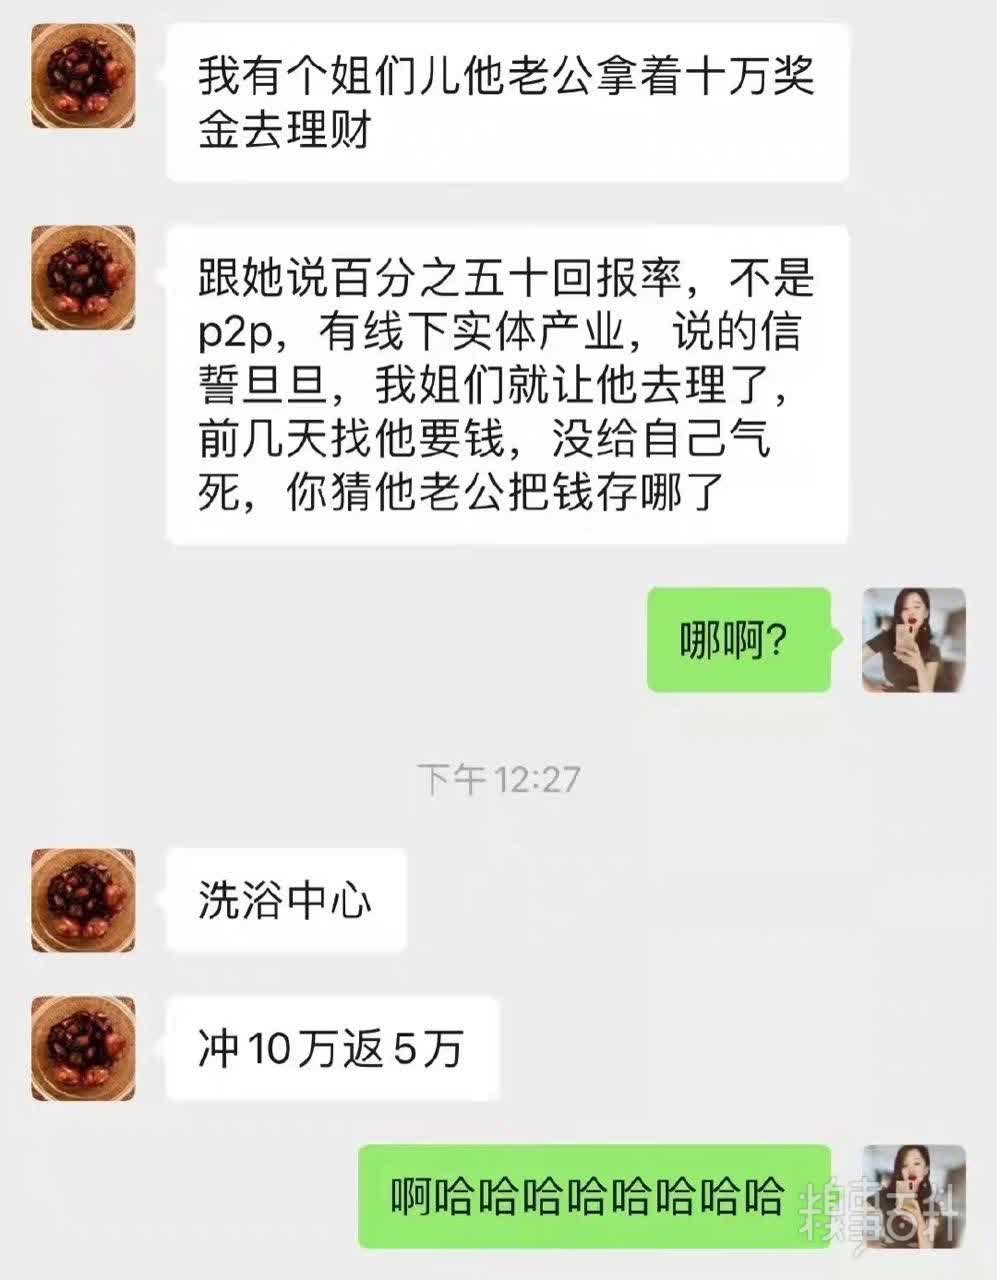 我有个姐们儿他老公拿着十万奖
金去理财
跟她说百分之五十回报率，不是
p2p，有线下实体产业，说的信
誓旦旦，我姐们就让他去理了，
前几天找他要钱，没给自己气
死，你猜他老公把钱存哪了
哪啊？
下午12:27
洗浴中心
冲10万返5万
啊哈哈哈哈哈哈哈哈
糗事百科